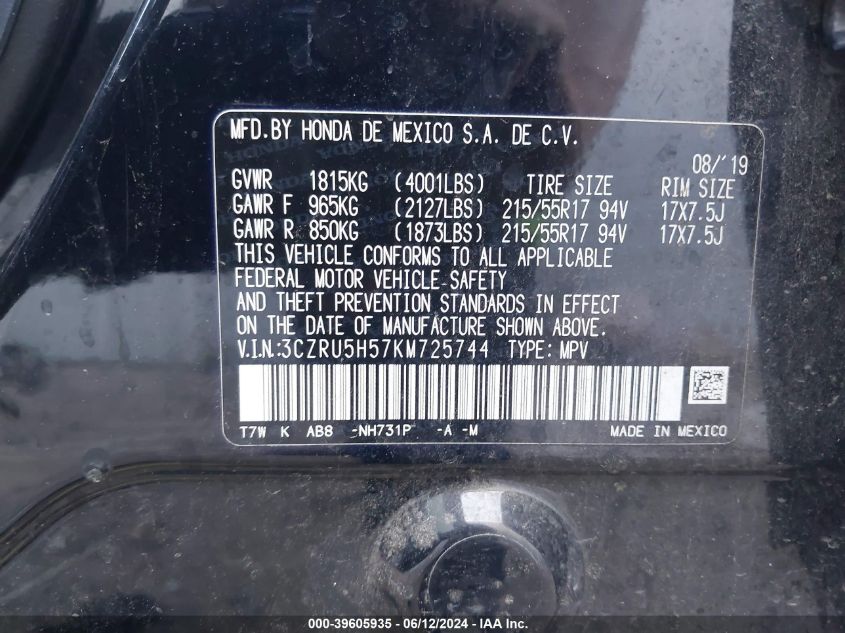 MFD.BY HONDA DE MEXICO S.A. DE C.V.
08/'19
GVWR 1815KG (4001LBS) TIRE SIZE RIM SIZE
GAWR F 965KG (2127LBS) 215/55R17 94V 17X7.5J
GAWR R 850KG (1873LBS) 215/55R17 94V 17X7.5J
THIS VEHICLE CONFORMS TO ALL APPLICABLE
FEDERAL MOTOR VEHICLE SAFETY
AND THEFT PREVENTION STANDARDS IN EFFECT
ON THE DATE OF MANUFACTURE SHOWN ABOVE.
V.I.N:3CZRU5H57KM725744 TYPE: MPV
T7W K AB8 -NH731P -A -M MADE IN MEXICO
000-39605935 - 06/12/2024 - IAA Inc.